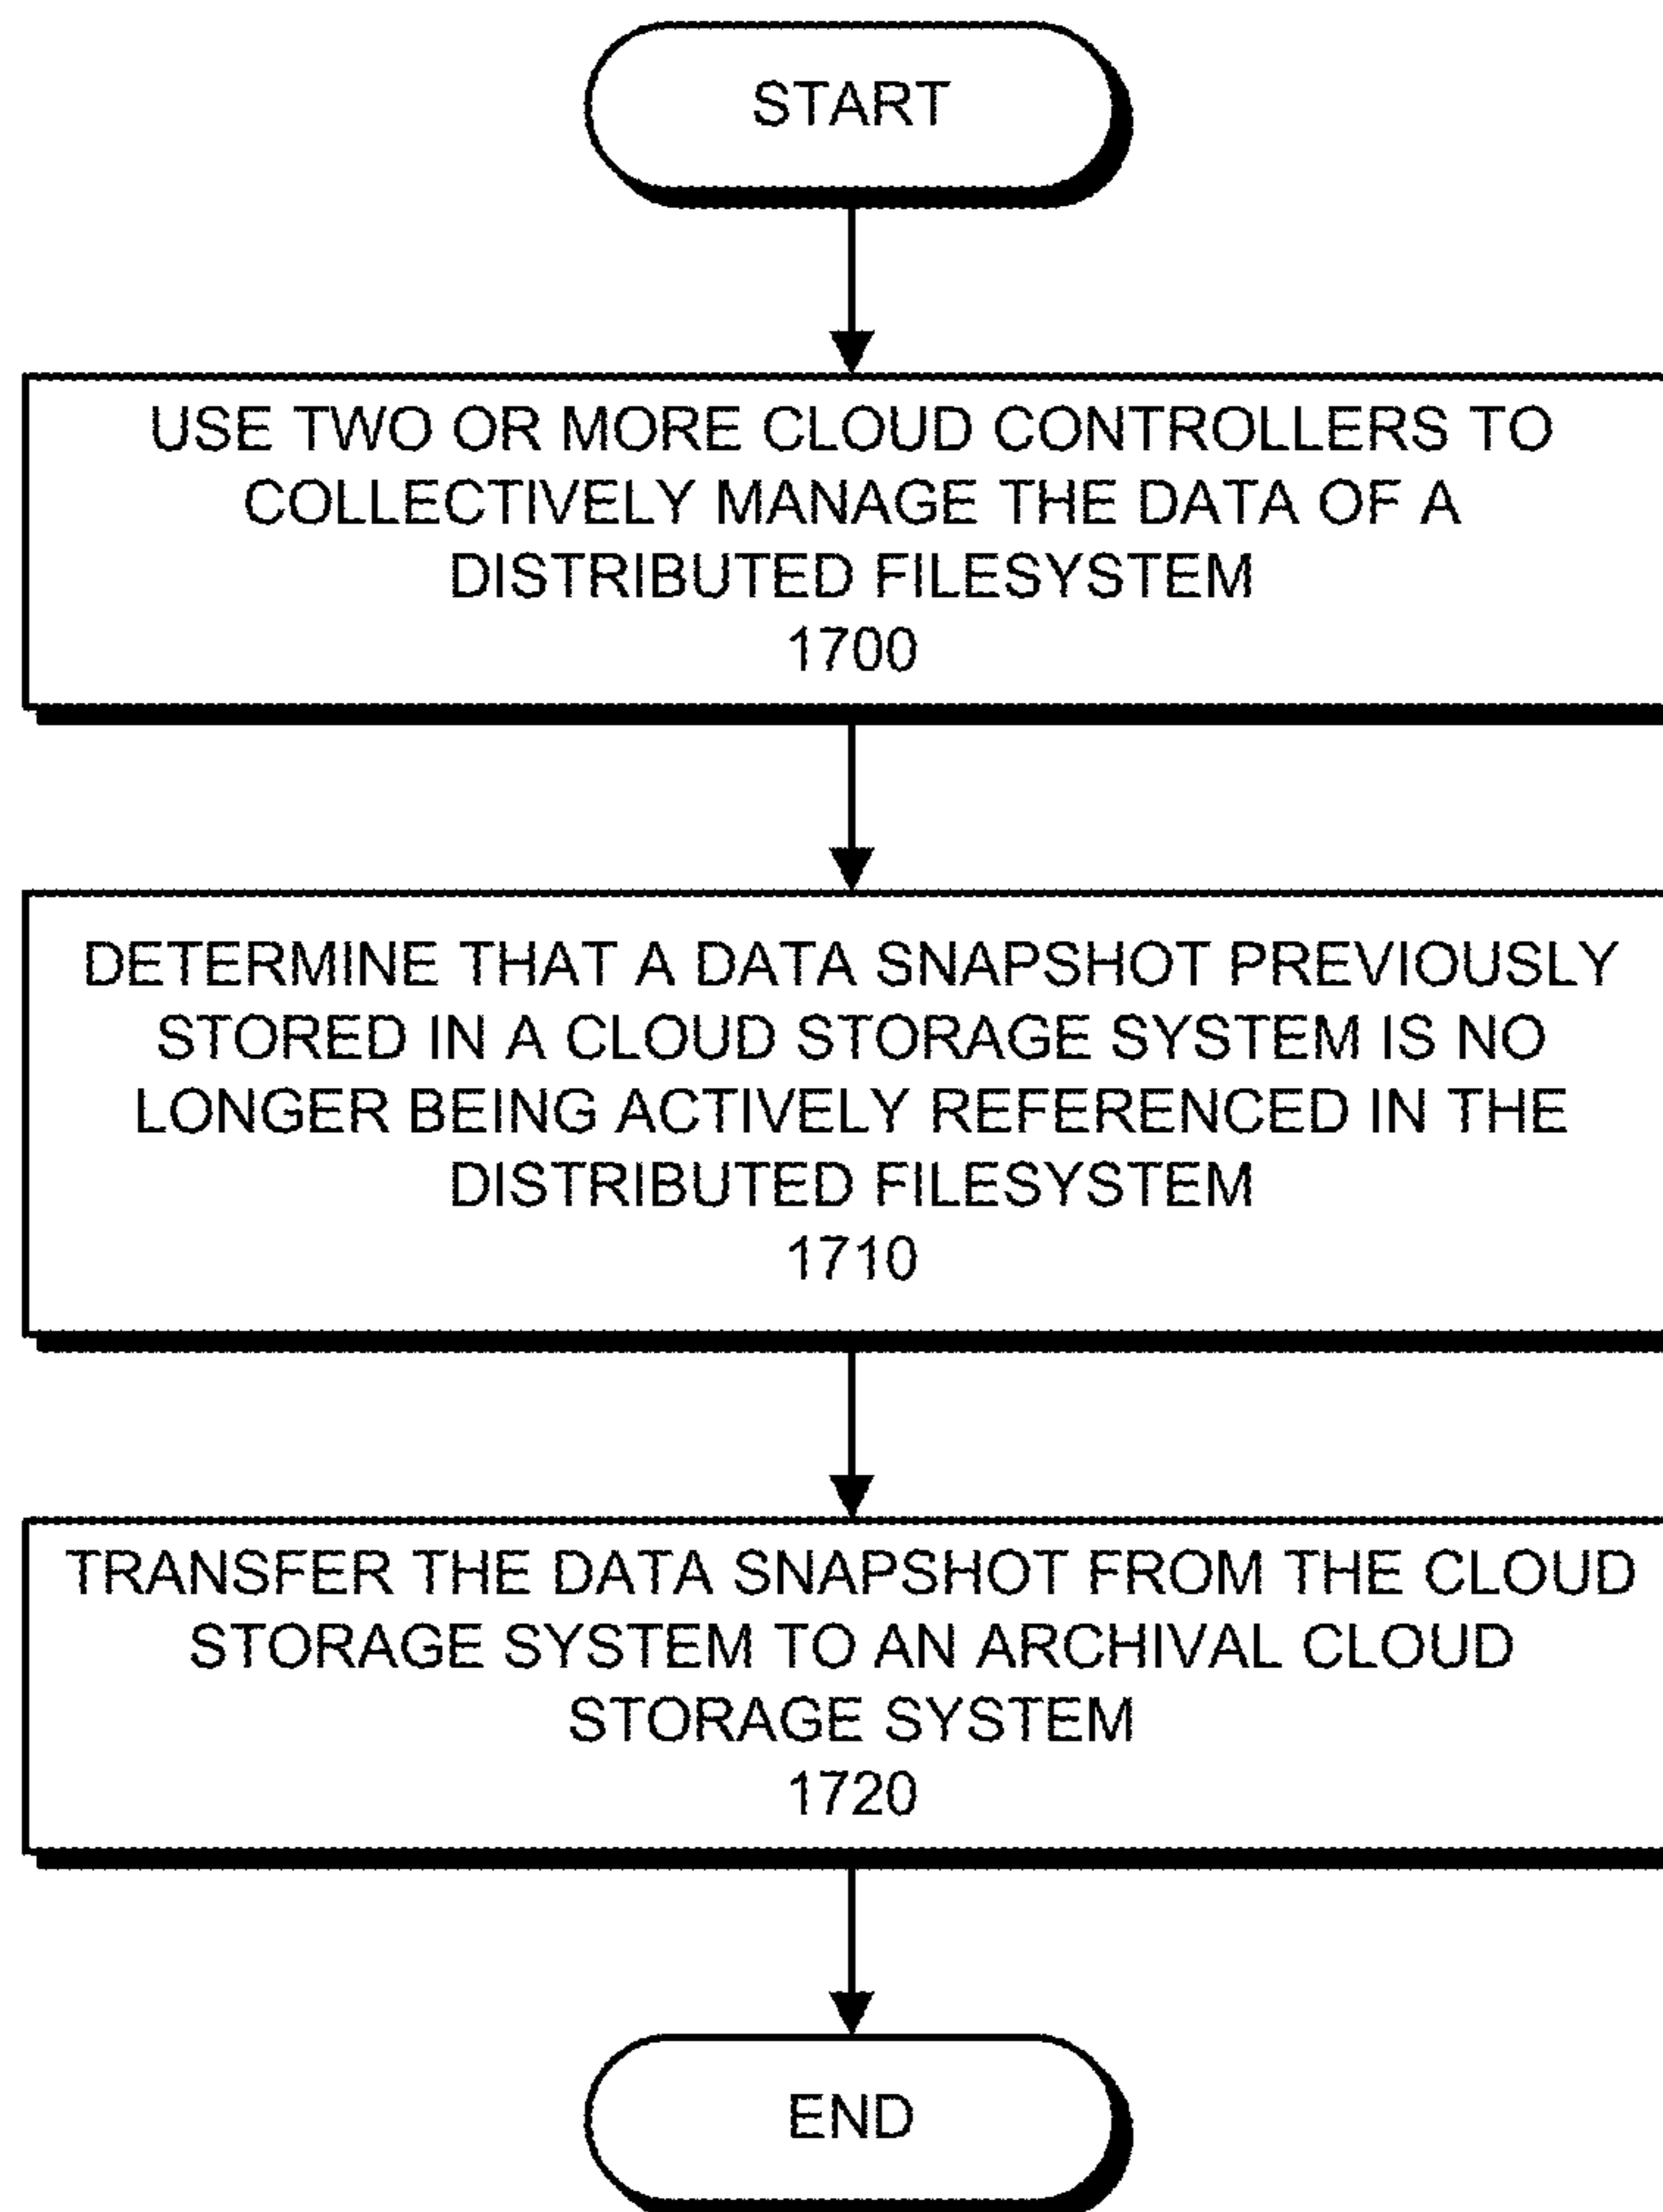 START
USE TWO OR MORE CLOUD CONTROLLERS TO
COLLECTIVELY MANAGE THE DATA OF A
DISTRIBUTED FILESYSTEM
1700
DETERMINE THAT A DATA SNAPSHOT PREVIOUSLY
STORED IN A CLOUD STORAGE SYSTEM IS NO
LONGER BEING ACTIVELY REFERENCED IN THE
DISTRIBUTED FILESYSTEM
1710
TRANSFER THE DATA SNAPSHOT FROM THE CLOUD
STORAGE SYSTEM TO AN ARCHIVAL CLOUD
STORAGE SYSTEM
1720
END